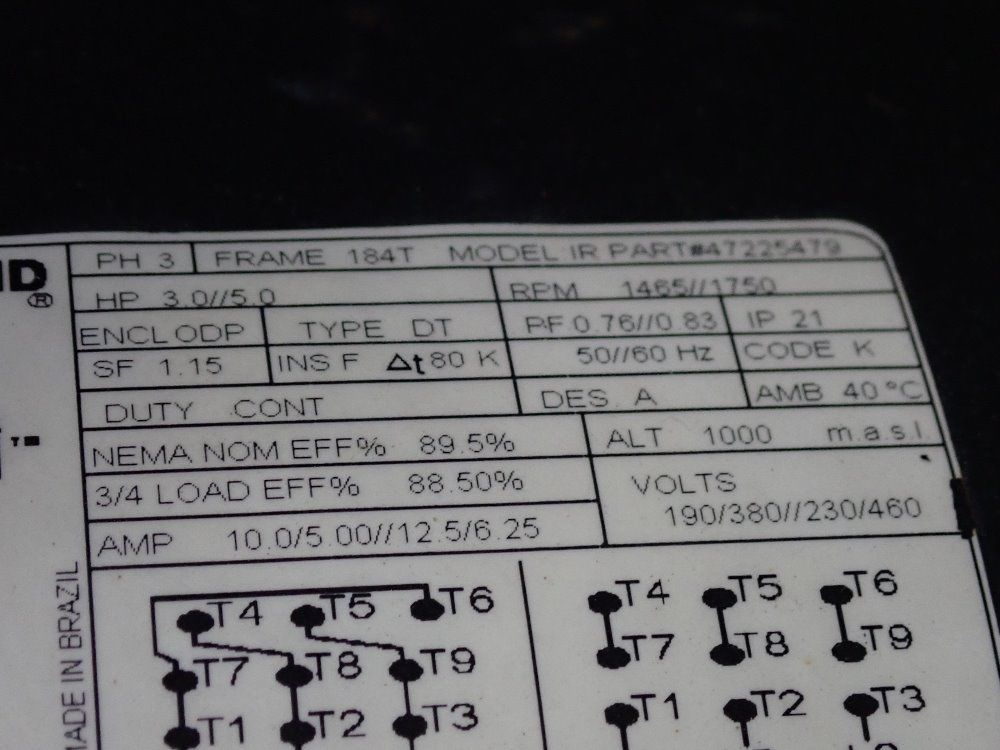 ND®
PH 3 FRAME 184T MODEL IR PART#47225479
HP 3.0//5.0 RPM 1465//1750
ENCL ODP TYPE DT PF 0.76//0.83 IP 21
SF 1.15 INS F Δt80 K 50//60 Hz CODE K
DUTY CONT DES. A AMB 40 °C
™
NEMA NOM EFF% 89.5% ALT 1000 m.a.s.l.
3/4 LOAD EFF% 88.50% VOLTS
190/380//230/460
AMP 10.0/5.00//12.5/6.25
MADE IN BRAZIL
T4 T5 T6 T4 T5 T6
T7 T8 T9 T7 T8 T9
T1 T2 T3 T1 T2 T3